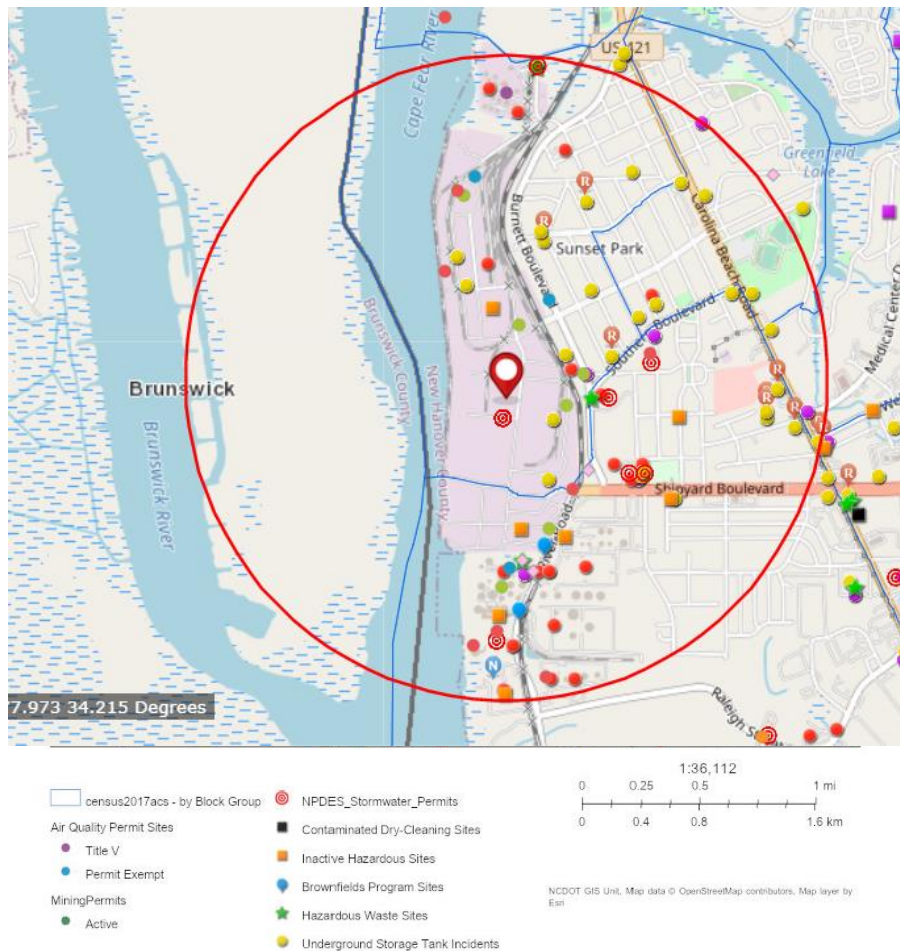 US 421
Cape Fear River
Greenfield
Lake
Burnett Boulevard
Carolina Beach Road
Sunset Park
Medical Center
Southern Boulevard
Brunswick County
New Hanover County
Brunswick
Brunswick River
Shipyard Boulevard
River Road
Raleigh
R
R
R
R
R
R
N
7.973 34.215 Degrees
1:36,112
0 0.25 0.5 1 mi
0 0.4 0.8 1.6 km
census2017acs - by Block Group
Air Quality Permit Sites
Title V
Permit Exempt
MiningPermits
Active
NPDES_Stormwater_Permits
Contaminated Dry-Cleaning Sites
Inactive Hazardous Sites
Brownfields Program Sites
Hazardous Waste Sites
Underground Storage Tank Incidents
NCDOT GIS Unit, Map data © OpenStreetMap contributors, Map layer by
Esri